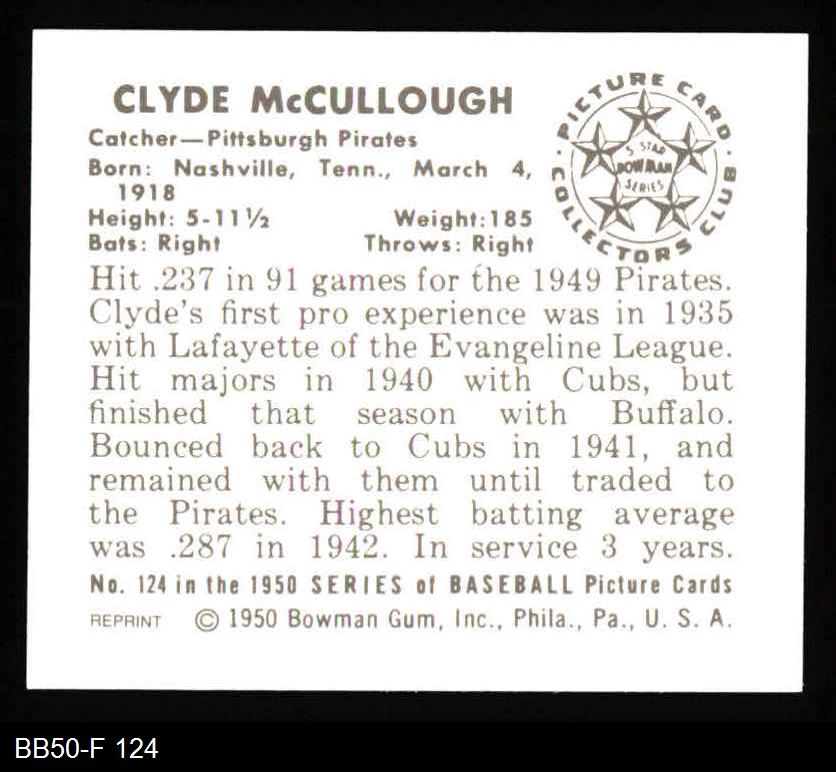 CLYDE McCULLOUGH
Catcher—Pittsburgh Pirates
Born: Nashville, Tenn., March 4,
1918
Height: 5-11½ Weight:185
Bats: Right Throws: Right
PICTURE CARD
COLLECTORS CLUB
5 STAR
BOWMAN
SERIES
Hit .237 in 91 games for the 1949 Pirates.
Clyde's first pro experience was in 1935
with Lafayette of the Evangeline League.
Hit majors in 1940 with Cubs, but
finished that season with Buffalo.
Bounced back to Cubs in 1941, and
remained with them until traded to
the Pirates. Highest batting average
was .287 in 1942. In service 3 years.
No. 124 in the 1950 SERIES of BASEBALL Picture Cards
REPRINT © 1950 Bowman Gum, Inc., Phila., Pa., U. S. A.
BB50-F 124